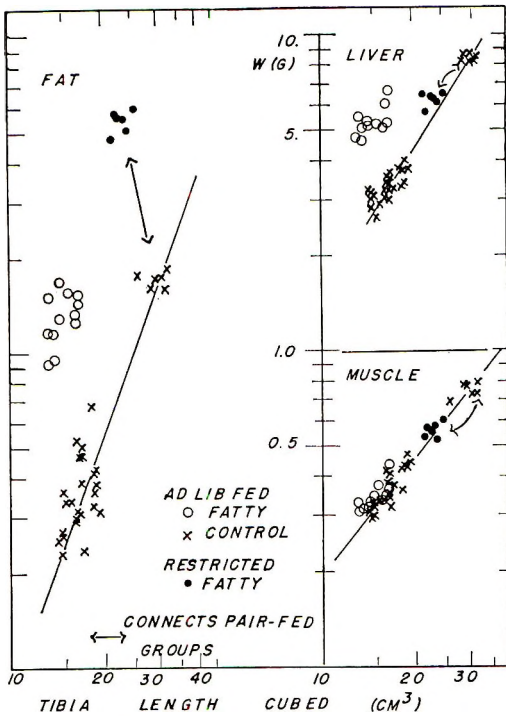 FAT
10.
W (G)
LIVER
5.
1.0
MUSCLE
0.5
AD LIB FED
○ FATTY
× CONTROL
RESTRICTED
● FATTY
↔ CONNECTS PAIR-FED
GROUPS
10 20 30 40
10 20 30
TIBIA LENGTH CUBED (CM³)